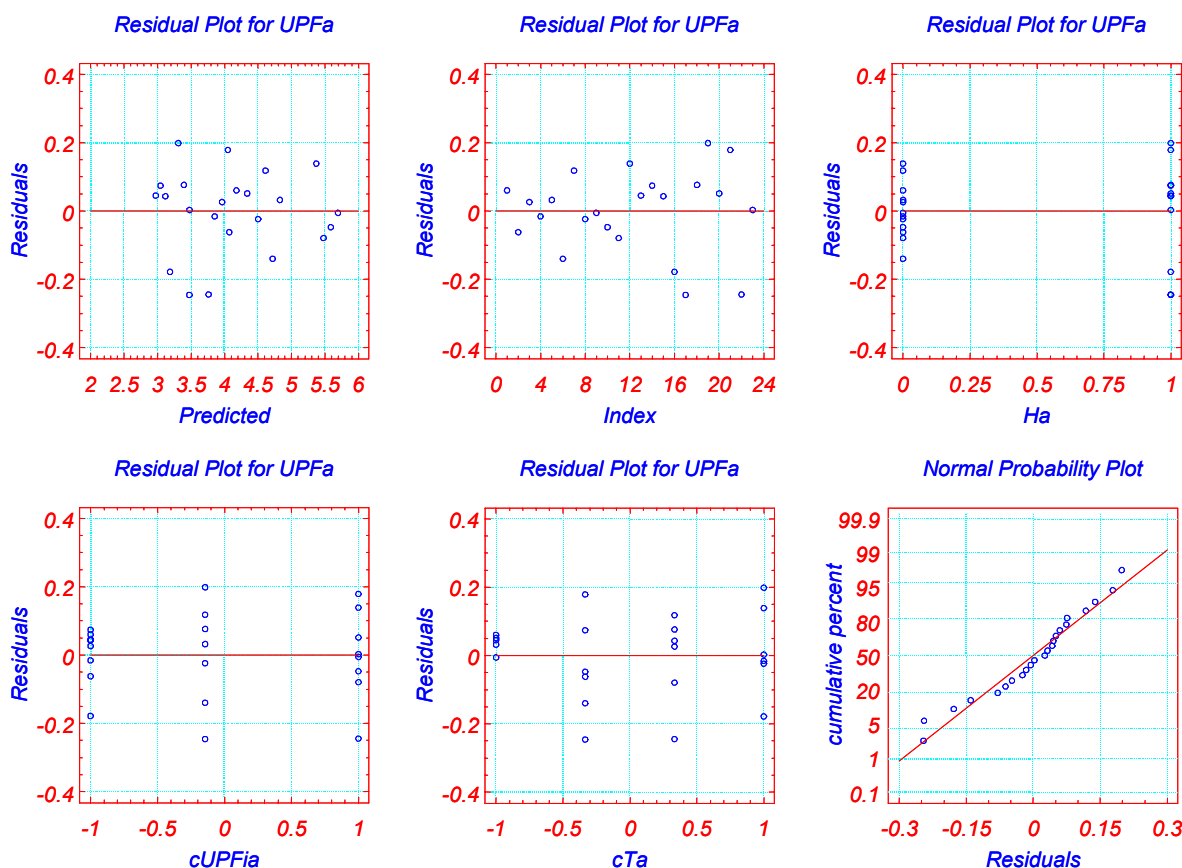 Residual Plot for UPFa
0.4
0.2
0
-0.2
-0.4
Residuals
2 2.5 3 3.5 4 4.5 5 5.5 6
Predicted
Residual Plot for UPFa
0.4
0.2
0
-0.2
-0.4
Residuals
0 4 8 12 16 20 24
Index
Residual Plot for UPFa
0.4
0.2
0
-0.2
-0.4
Residuals
0 0.25 0.5 0.75 1
Ha
Residual Plot for UPFa
0.4
0.2
0
-0.2
-0.4
Residuals
-1 -0.5 0 0.5 1
cUPFia
Residual Plot for UPFa
0.4
0.2
0
-0.2
-0.4
Residuals
-1 -0.5 0 0.5 1
cTa
Normal Probability Plot
99.9
99
95
80
50
20
5
1
0.1
cumulative percent
-0.3 -0.15 0 0.15 0.3
Residuals